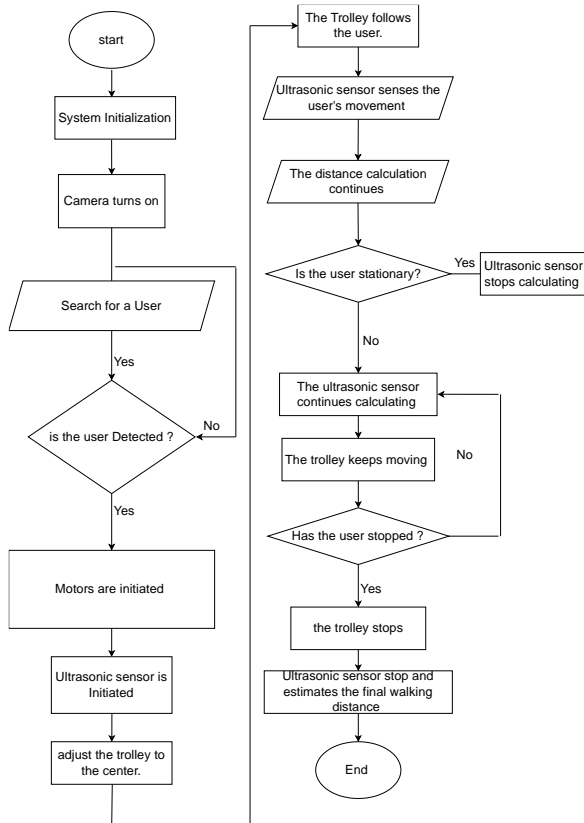 start
System Initialization
Camera turns on
Search for a User
Yes
is the user Detected ?
No
Yes
Motors are initiated
Ultrasonic sensor is
Initiated
adjust the trolley to
the center.
The Trolley follows
the user.
Ultrasonic sensor senses the
user's movement
The distance calculation
continues
Is the user stationary?
Yes
Ultrasonic sensor
stops calculating
No
The ultrasonic sensor
continues calculating
The trolley keeps moving
No
Has the user stopped ?
Yes
the trolley stops
Ultrasonic sensor stop and
estimates the final walking
distance
End